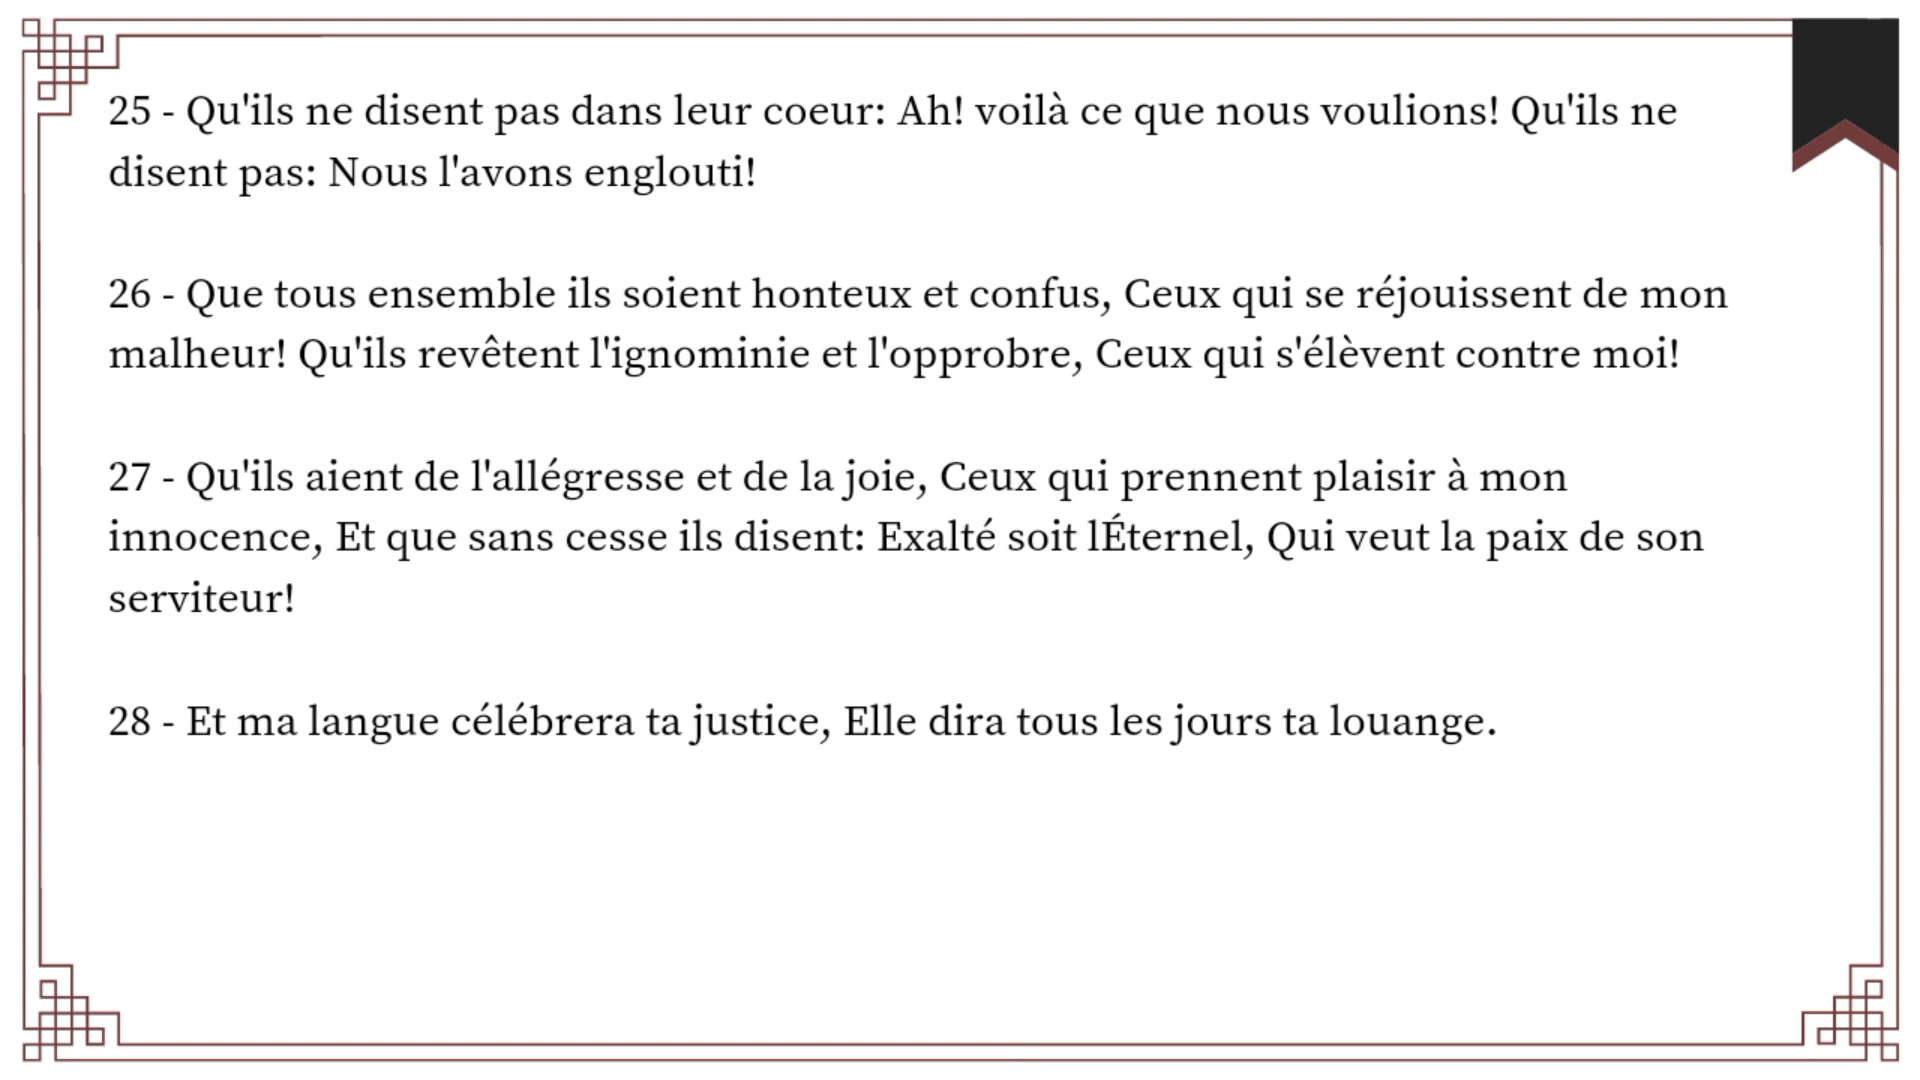 25 - Qu'ils ne disent pas dans leur coeur: Ah! voilà ce que nous voulions! Qu'ils ne
disent pas: Nous l'avons englouti!
26 - Que tous ensemble ils soient honteux et confus, Ceux qui se réjouissent de mon
malheur! Qu'ils revêtent l'ignominie et l'opprobre, Ceux qui s'élèvent contre moi!
27 - Qu'ils aient de l'allégresse et de la joie, Ceux qui prennent plaisir à mon
innocence, Et que sans cesse ils disent: Exalté soit lÉternel, Qui veut la paix de son
serviteur!
28 - Et ma langue célébrera ta justice, Elle dira tous les jours ta louange.